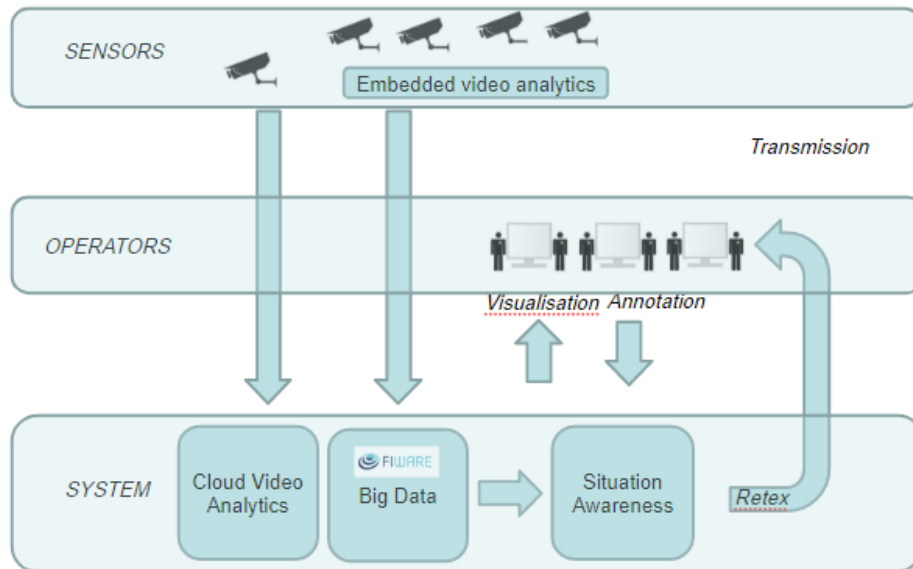 SENSORS
Embedded video analytics
Transmission
OPERATORS
Visualisation Annotation
SYSTEM
Cloud Video
Analytics
FIWARE
Big Data
Situation
Awareness
Retex